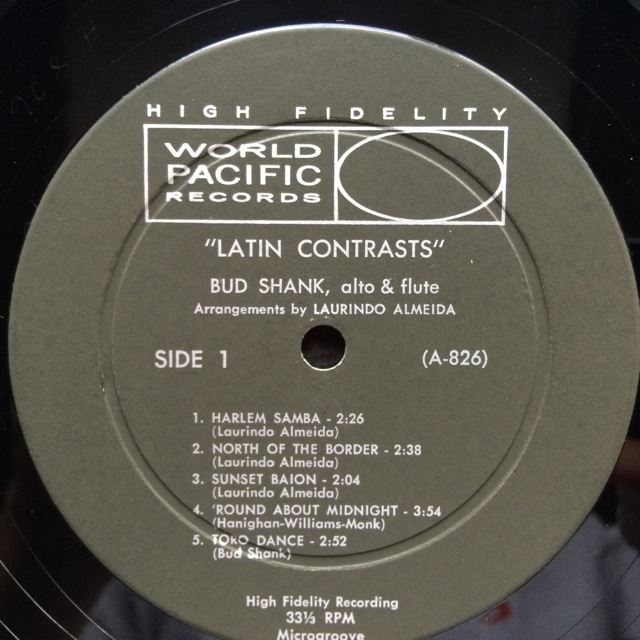 HIGH FIDELITY
WORLD
PACIFIC
RECORDS
"LATIN CONTRASTS"
BUD SHANK, alto & flute
Arrangements by LAURINDO ALMEIDA
SIDE 1 (A-826)
1. HARLEM SAMBA - 2:26
(Laurindo Almeida)
2. NORTH OF THE BORDER - 2:38
(Laurindo Almeida)
3. SUNSET BAION - 2:04
(Laurindo Almeida)
4. 'ROUND ABOUT MIDNIGHT - 3:54
(Hanighan-Williams-Monk)
5. TORO DANCE - 2:52
(Bud Shank)
High Fidelity Recording
33⅓ RPM
Microgroove